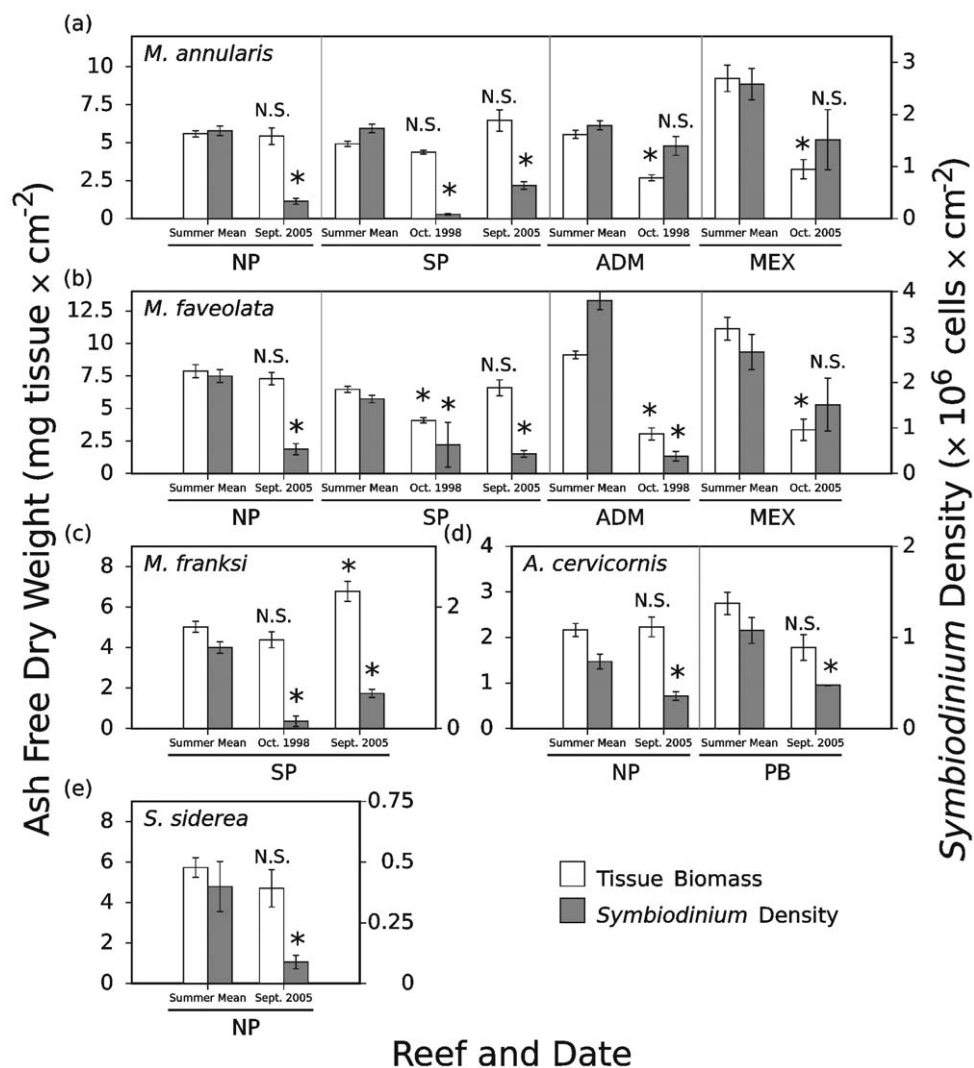 Ash Free Dry Weight (mg tissue × cm-2)
Symbiodinium Density (× 10⁶ cells × cm-2)
(a)
M. annularis
10
7.5
5
2.5
0
3
2
1
0
N.S.
*
N.S.
*
N.S.
*
*
N.S.
*
N.S.
Summer Mean Sept. 2005 Summer Mean Oct. 1998 Sept. 2005 Summer Mean Oct. 1998 Summer Mean Oct. 2005
NP SP ADM MEX
(b)
M. faveolata
12.5
10
7.5
5
2.5
0
4
3
2
1
0
N.S.
*
*
*
N.S.
*
*
*
*
N.S.
Summer Mean Sept. 2005 Summer Mean Oct. 1998 Sept. 2005 Summer Mean Oct. 1998 Summer Mean Oct. 2005
NP SP ADM MEX
(c)
M. franksi
8
6
4
2
0
2
0
N.S.
*
*
*
Summer Mean Oct. 1998 Sept. 2005
SP
(d)
A. cervicornis
4
3
2
1
0
2
1
0
N.S.
*
N.S.
*
Summer Mean Sept. 2005 Summer Mean Sept. 2005
NP PB
(e)
S. siderea
8
6
4
2
0
0.75
0.5
0.25
0
N.S.
*
Summer Mean Sept. 2005
NP
Tissue Biomass
Symbiodinium Density
Reef and Date